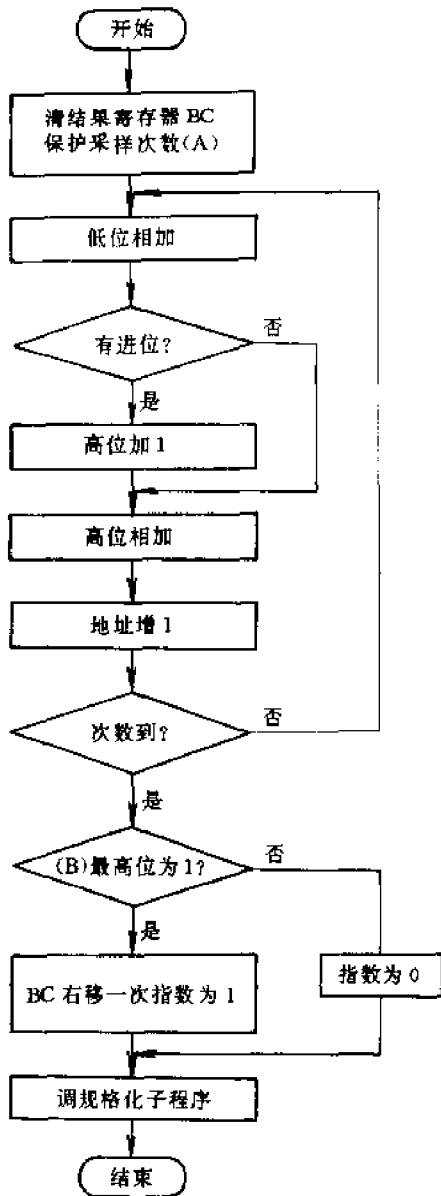 开始
清结果寄存器 BC
保护采样次数(A)
低位相加
有进位?
否
是
高位加 1
高位相加
地址增 1
次数到?
否
是
(B)最高位为1?
否
是
BC 右移一次指数为 1
指数为 0
调规格化子程序
结束